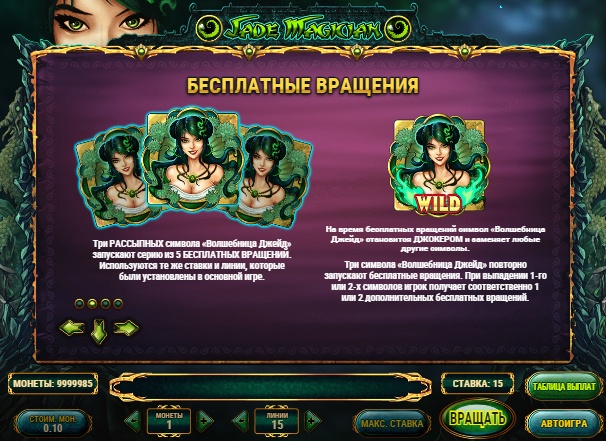 Jade Magician
БЕСПЛАТНЫЕ ВРАЩЕНИЯ
WILD
Три РАССЫПНЫХ символа «Волшебница Джейд»
запускают серию из 5 БЕСПЛАТНЫХ ВРАЩЕНИЙ.
Используются те же ставки и линии, которые
были установлены в основной игре.
На время бесплатных вращений символ «Волшебница
Джейд» становится ДЖОКЕРОМ и заменяет любые
другие символы.
Три символа «Волшебница Джейд» повторно
запускают бесплатные вращения. При выпадении 1-го
или 2-х символов игрок получает соответственно 1
или 2 дополнительных бесплатных вращений.
МОНЕТЫ: 9999985
СТАВКА: 15
ТАБЛИЦА ВЫПЛАТ
СТОИМ. МОН.
0.10
МОНЕТЫ
1
ЛИНИИ
15
МАКС. СТАВКА
ВРАЩАТЬ
АВТОИГРА